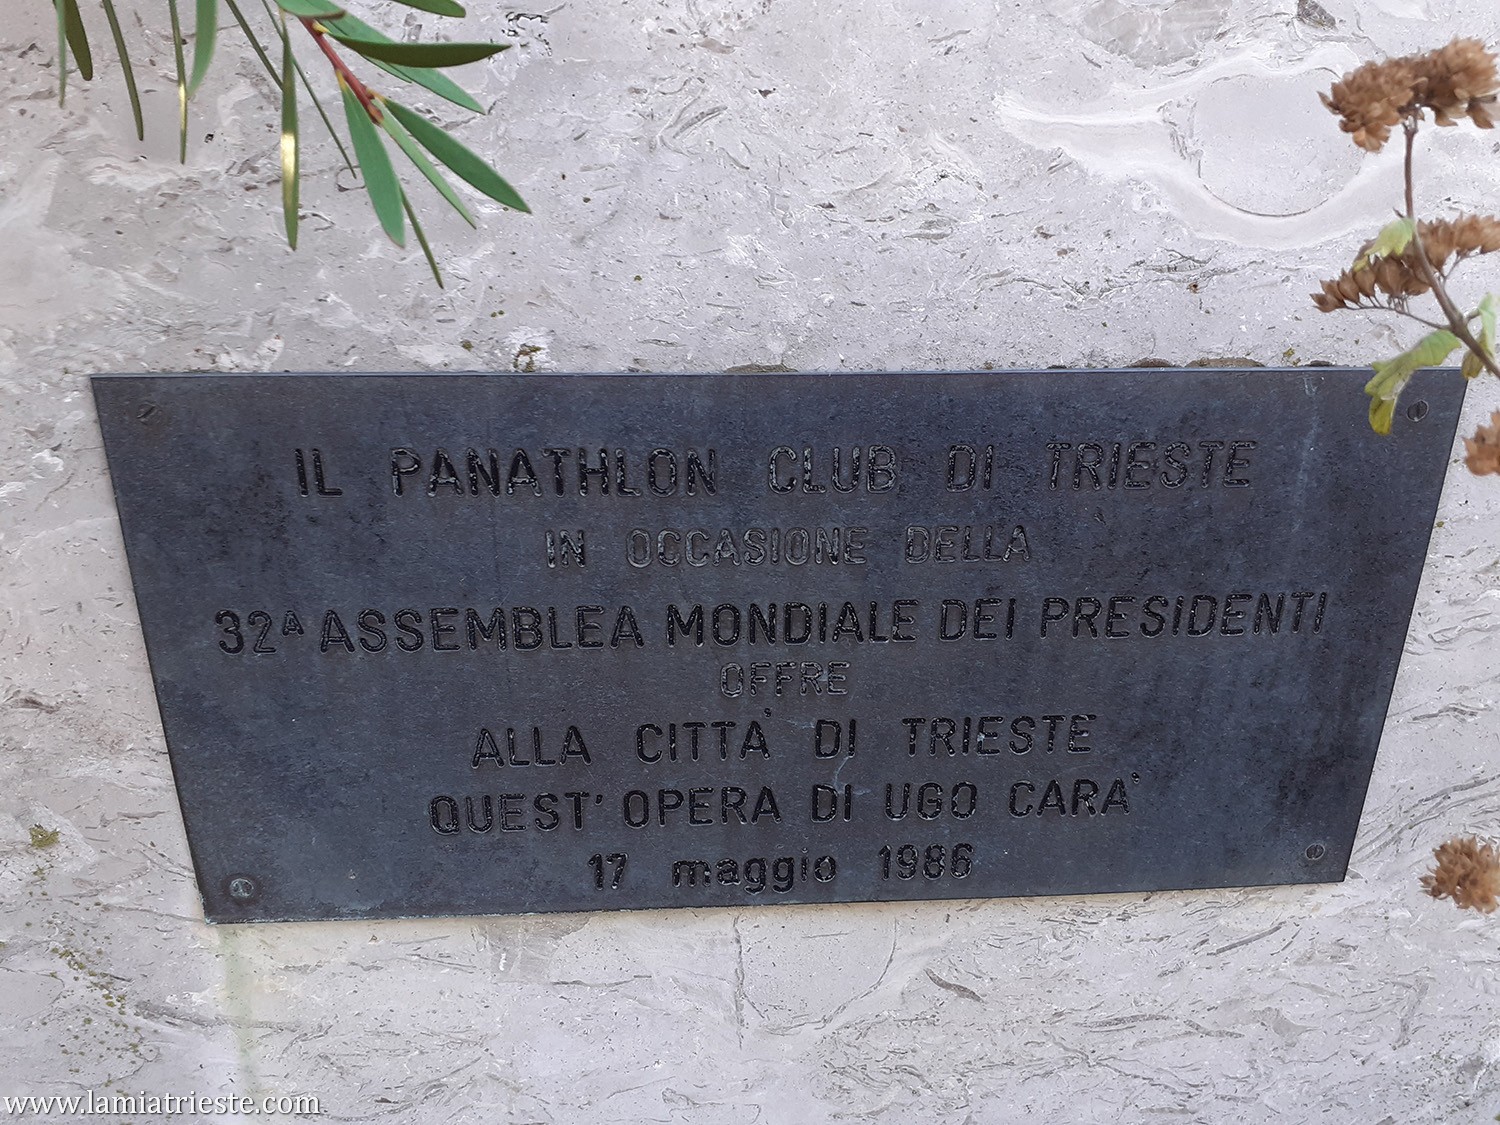 IL PANATHLON CLUB DI TRIESTE
IN OCCASIONE DELLA
32A ASSEMBLEA MONDIALE DEI PRESIDENTI
OFFRE
ALLA CITTÀ DI TRIESTE
QUEST' OPERA DI UGO CARA'
17 maggio 1986
www.lamiatrieste.com